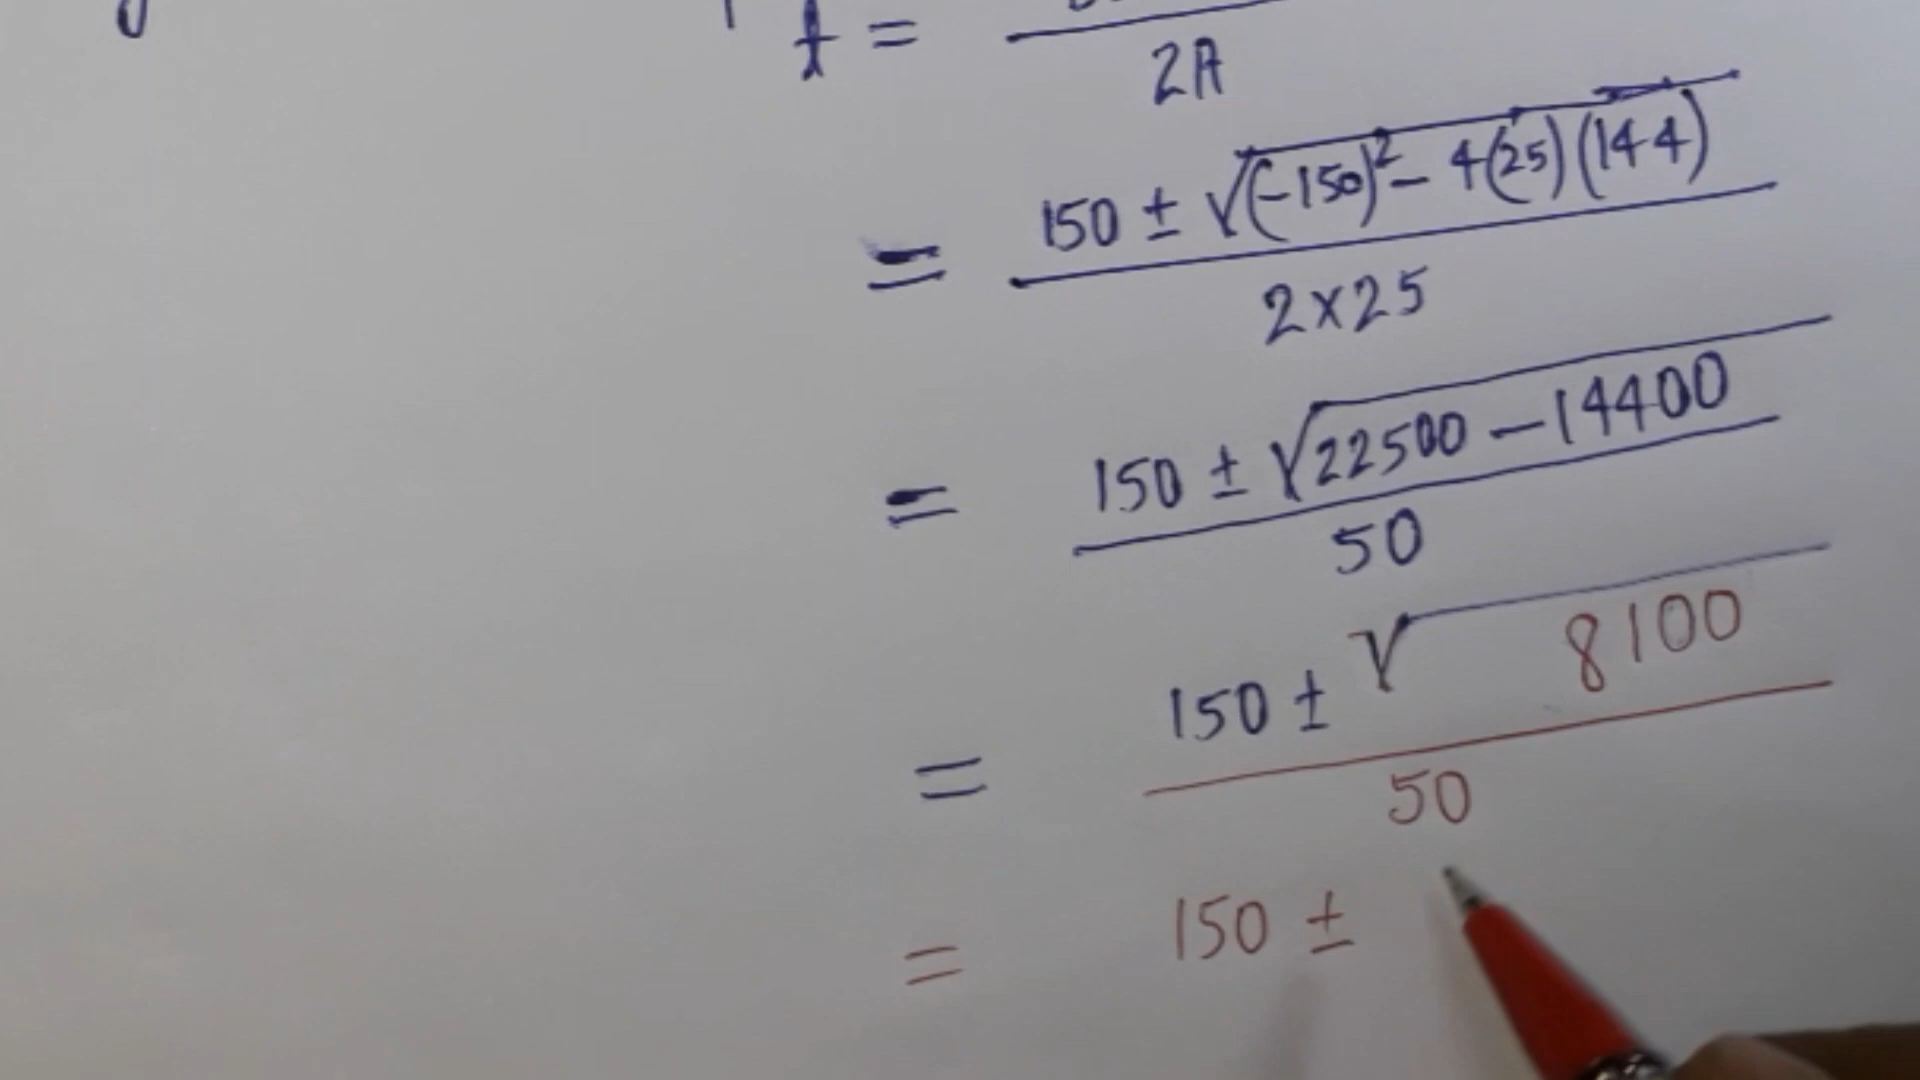 t =
2A
= 150 ± √(-150)² - 4(25)(144)
2×25
= 150 ± √22500 - 14400
50
= 150 ± √ 8100
50
= 150 ±